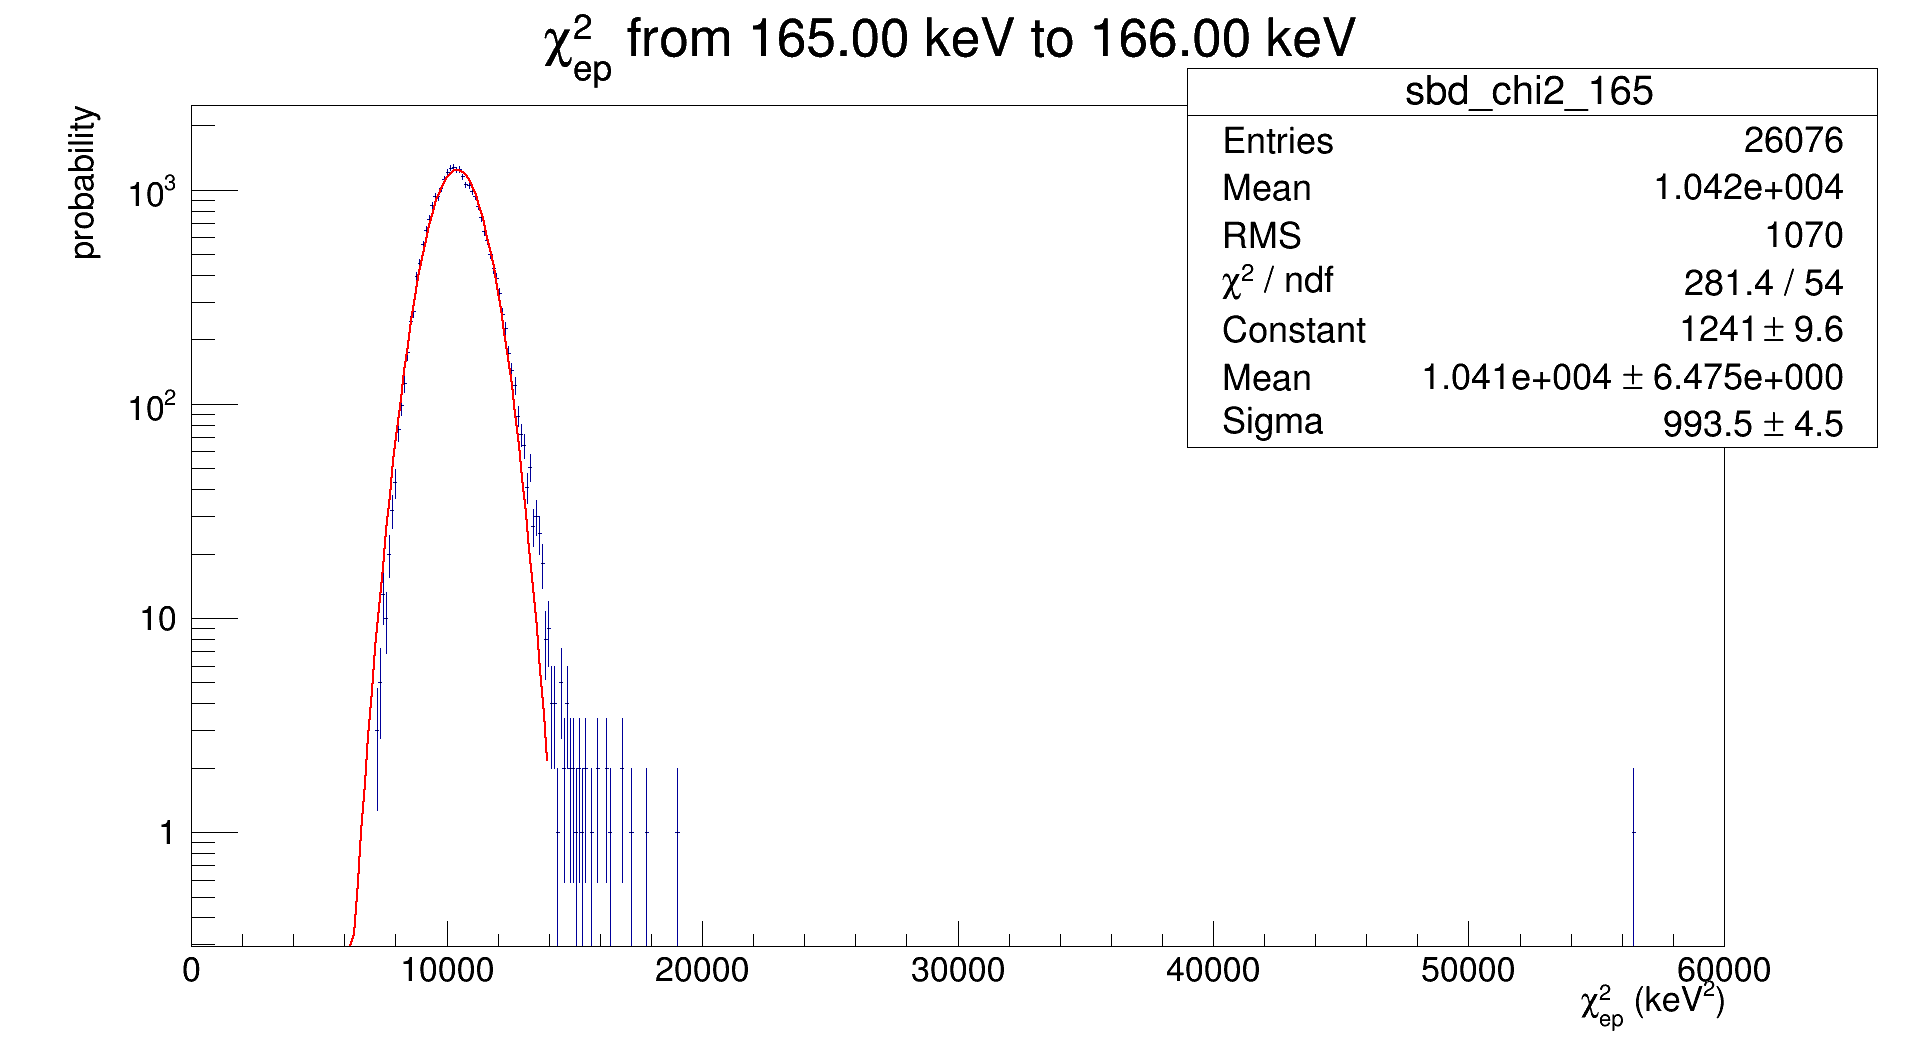 χ²ep from 165.00 keV to 166.00 keV
sbd_chi2_165
Entries 26076
Mean 1.042e+004
RMS 1070
χ² / ndf 281.4 / 54
Constant 1241 ± 9.6
Mean 1.041e+004 ± 6.475e+000
Sigma 993.5 ± 4.5
probability
10³
10²
10
1
0 10000 20000 30000 40000 50000 60000
χ²ep (keV²)